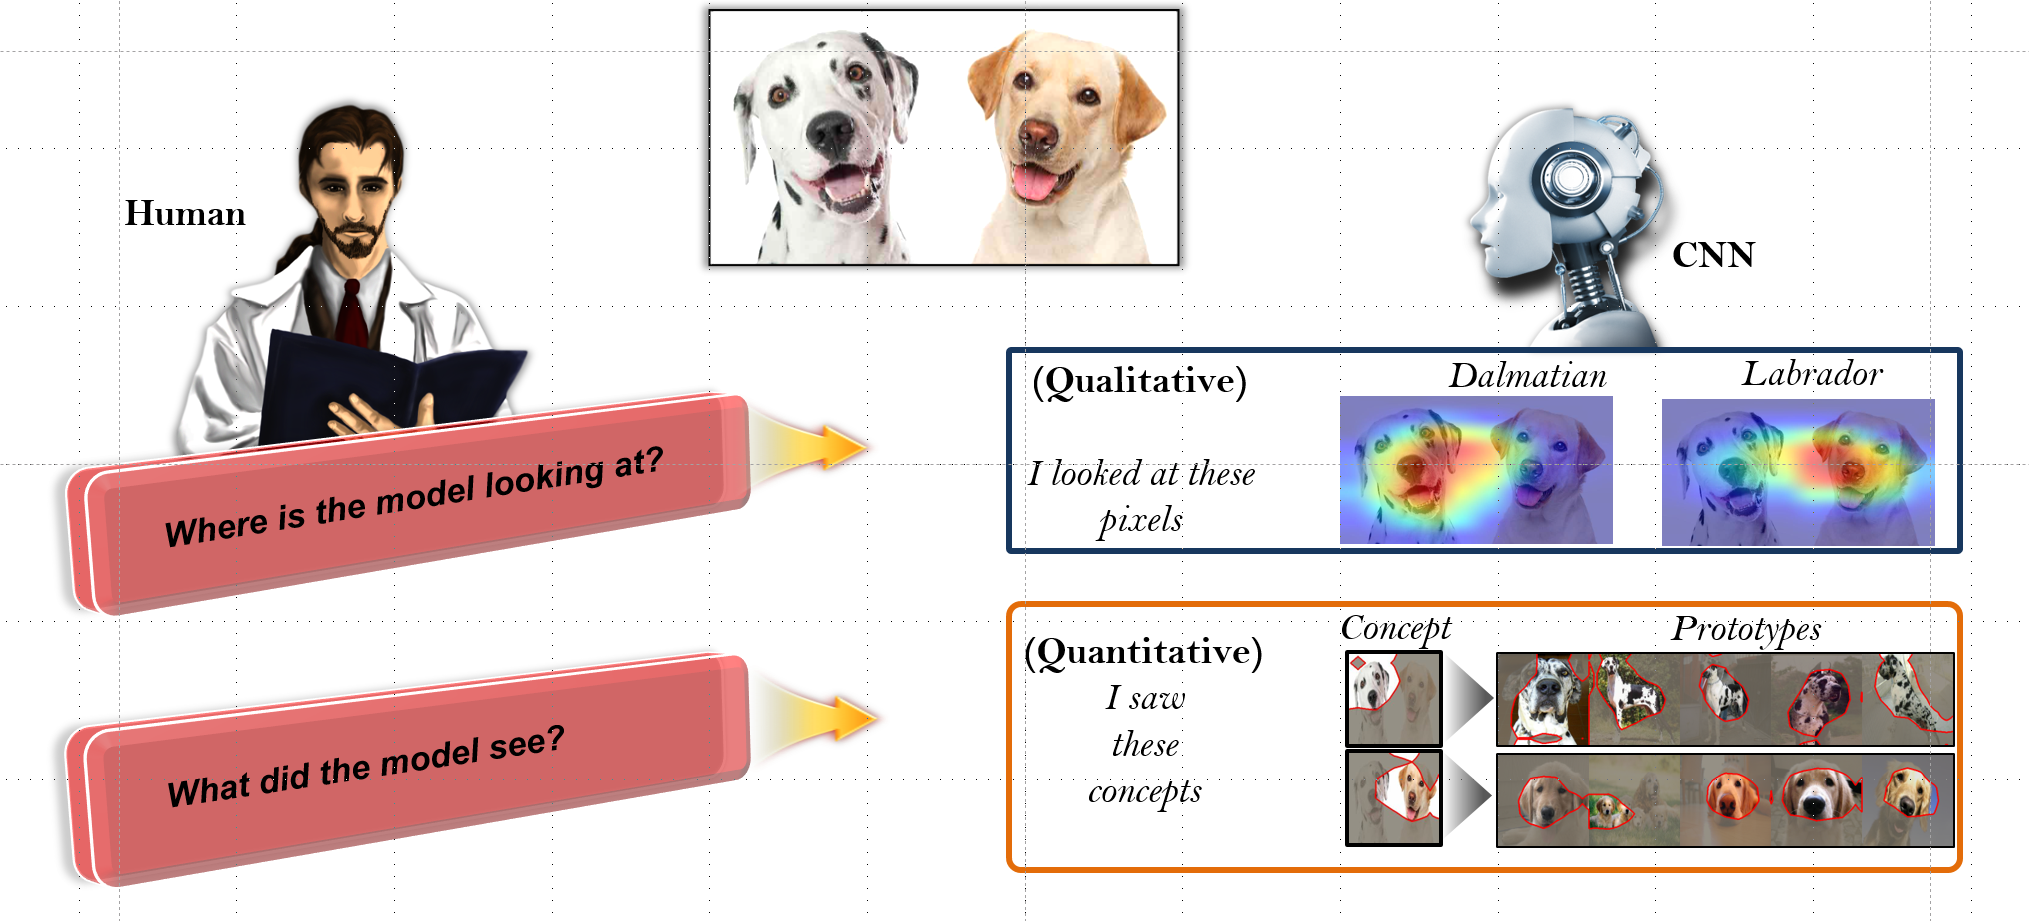 Human
CNN
(Qualitative)
Dalmatian
Labrador
Where is the model looking at?
I looked at these
pixels
(Quantitative)
Concept
Prototypes
What did the model see?
I saw
these
concepts